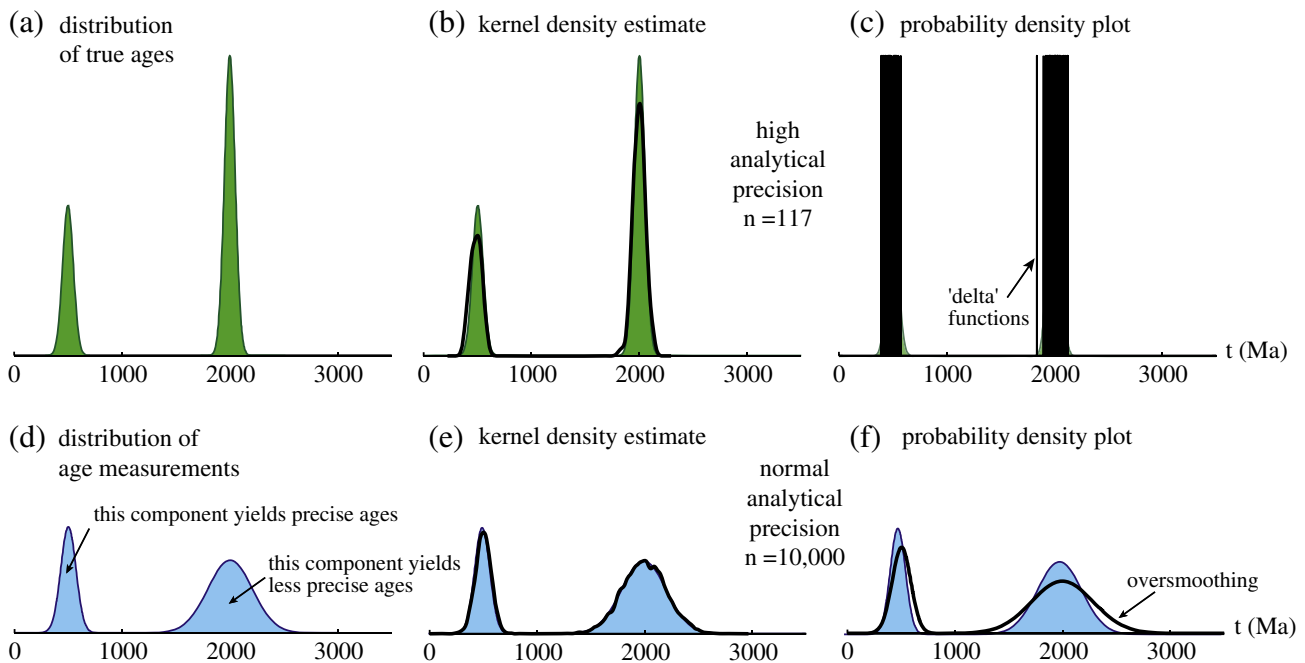 (a) distribution
of true ages
0 1000 2000 3000
(b) kernel density estimate
0 1000 2000 3000
high
analytical
precision
n =117
(c) probability density plot
'delta'
functions
0 1000 2000 3000
t (Ma)
(d) distribution of
age measurements
this component yields precise ages
this component yields
less precise ages
0 1000 2000 3000
(e) kernel density estimate
0 1000 2000 3000
normal
analytical
precision
n =10,000
(f) probability density plot
oversmoothing
0 1000 2000 3000
t (Ma)